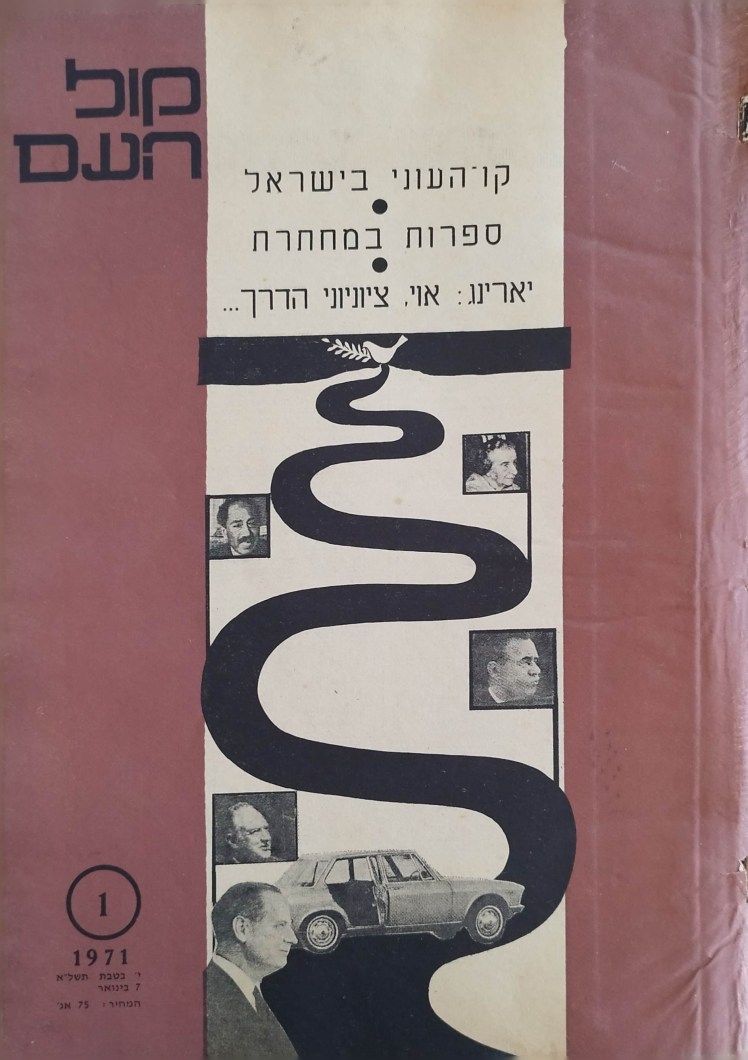 קול
העם
קו־העוני בישראל
ספרות במחתרת
יארינג: אוי, ציוניוני הדרך...
1
1971
י׳ בטבת תשל״א
7 בינואר
המחיר: 75 אג׳